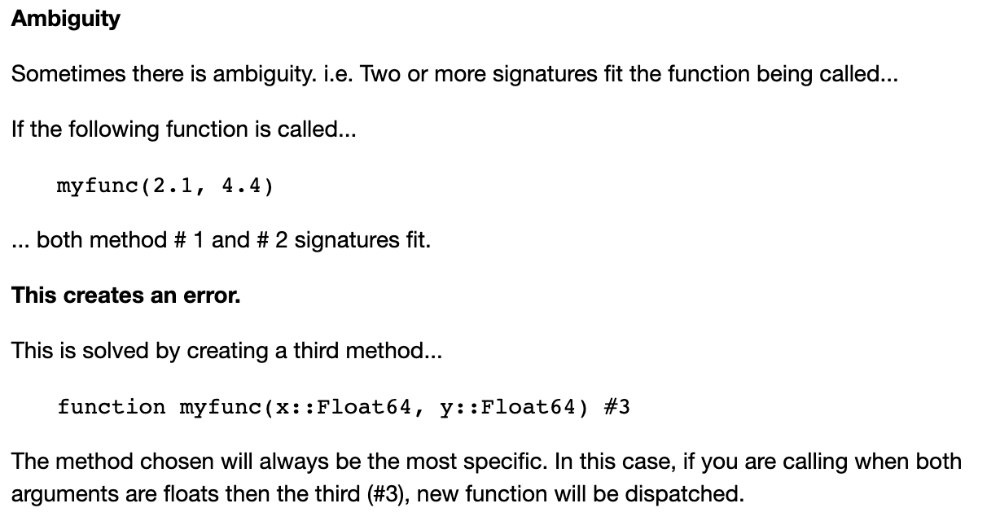 Ambiguity
Sometimes there is ambiguity. i.e. Two or more signatures fit the function being called...
If the following function is called...
myfunc(2.1, 4.4)
... both method # 1 and # 2 signatures fit.
This creates an error.
This is solved by creating a third method...
function myfunc(x::Float64, y::Float64) #3
The method chosen will always be the most specific. In this case, if you are calling when both
arguments are floats then the third (#3), new function will be dispatched.